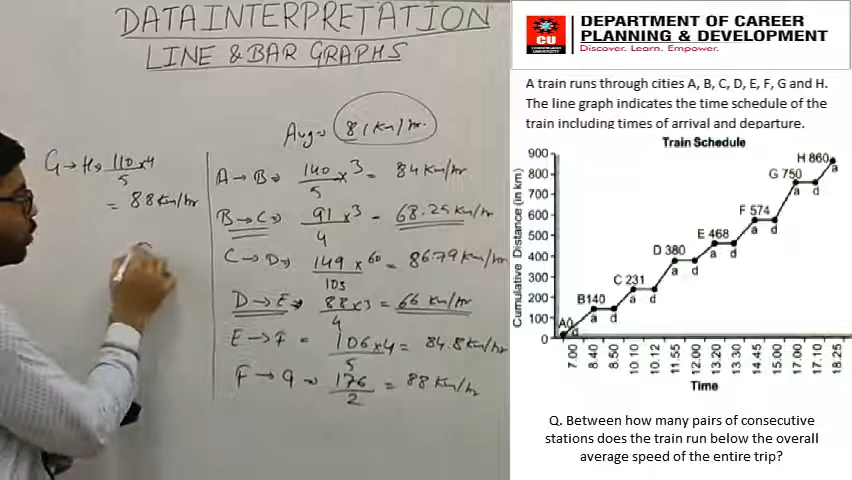 DATA INTERPRETATION
LINE & BAR GRAPHS
Avg→ 81 Km/hr.
G→H→ 110x4
5
= 88 Km/hr
A→B→ 140 x 3 = 84 Km/hr
5
B→C→ 91 x 3 = 68.25 Km/hr
4
C→D→ 149 x 60 = 86.79 Km/hr
103
D→E→ 88x3 = 66 Km/hr
4
E→F = 106x4 = 84.8 Km/hr
5
F→G→ 176 = 88 Km/hr
2
CU
CHANDIGARH
UNIVERSITY
DEPARTMENT OF CAREER
PLANNING & DEVELOPMENT
Discover. Learn. Empower.
A train runs through cities A, B, C, D, E, F, G and H.
The line graph indicates the time schedule of the
train including times of arrival and departure.
Train Schedule
Cumulative Distance (in km)
900
800
700
600
500
400
300
200
100
0
A0 d
B140 a d
C 231 a d
D 380 a d
E 468 a d
F 574 a d
G 750 a d
H 860 a
7.00 8.40 8.50 10.10 10.12 11.55 12.00 13.20 13.30 14.45 15.00 17.00 17.10 18.25
Time
Q. Between how many pairs of consecutive
stations does the train run below the overall
average speed of the entire trip?